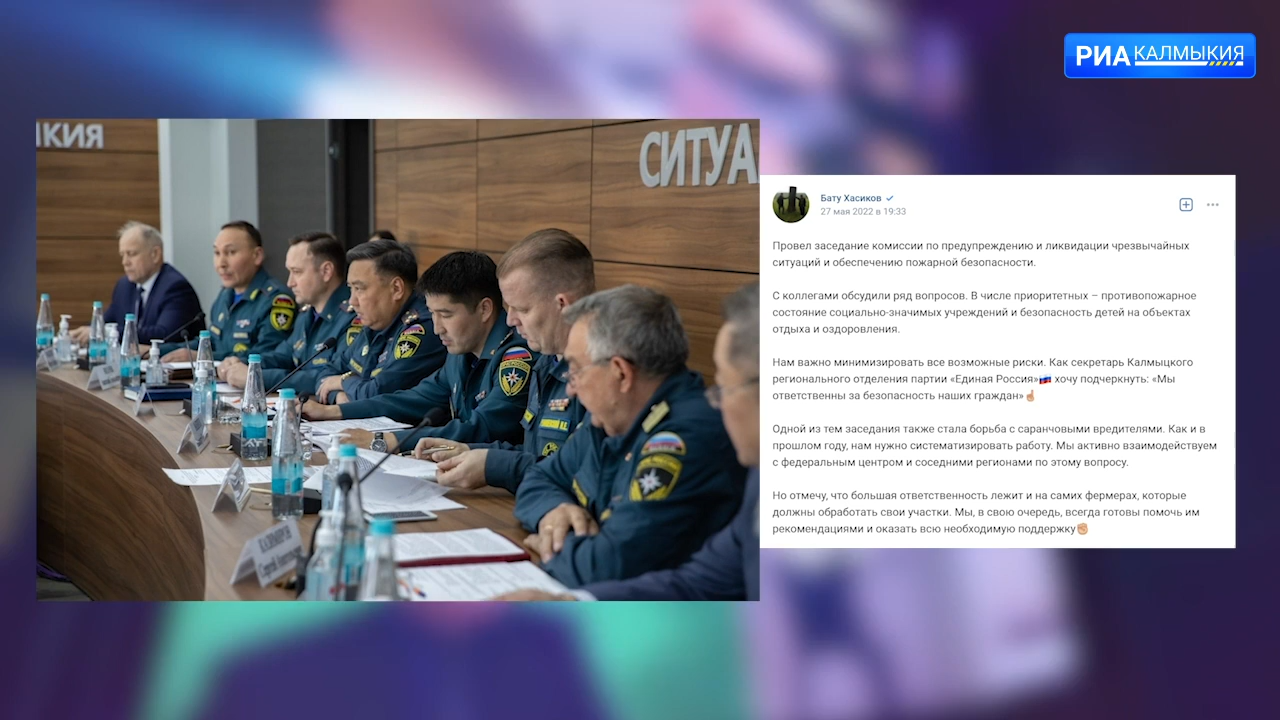 РИА КАЛМЫКИЯ
СИТУА
Бату Хасиков
27 мая 2022 в 19:33
Провел заседание комиссии по предупреждению и ликвидации чрезвычайных
ситуаций и обеспечению пожарной безопасности.
С коллегами обсудили ряд вопросов. В числе приоритетных – противопожарное
состояние социально-значимых учреждений и безопасность детей на объектах
отдыха и оздоровления.
Нам важно минимизировать все возможные риски. Как секретарь Калмыцкого
регионального отделения партии «Единая Россия»🇷🇺 хочу подчеркнуть: «Мы
ответственны за безопасность наших граждан»☝🏼
Одной из тем заседания также стала борьба с саранчовыми вредителями. Как и в
прошлом году, нам нужно систематизировать работу. Мы активно взаимодействуем
с федеральным центром и соседними регионами по этому вопросу.
Но отмечу, что большая ответственность лежит и на самих фермерах, которые
должны обработать свои участки. Мы, в свою очередь, всегда готовы помочь им
рекомендациями и оказать всю необходимую поддержку✊🏼